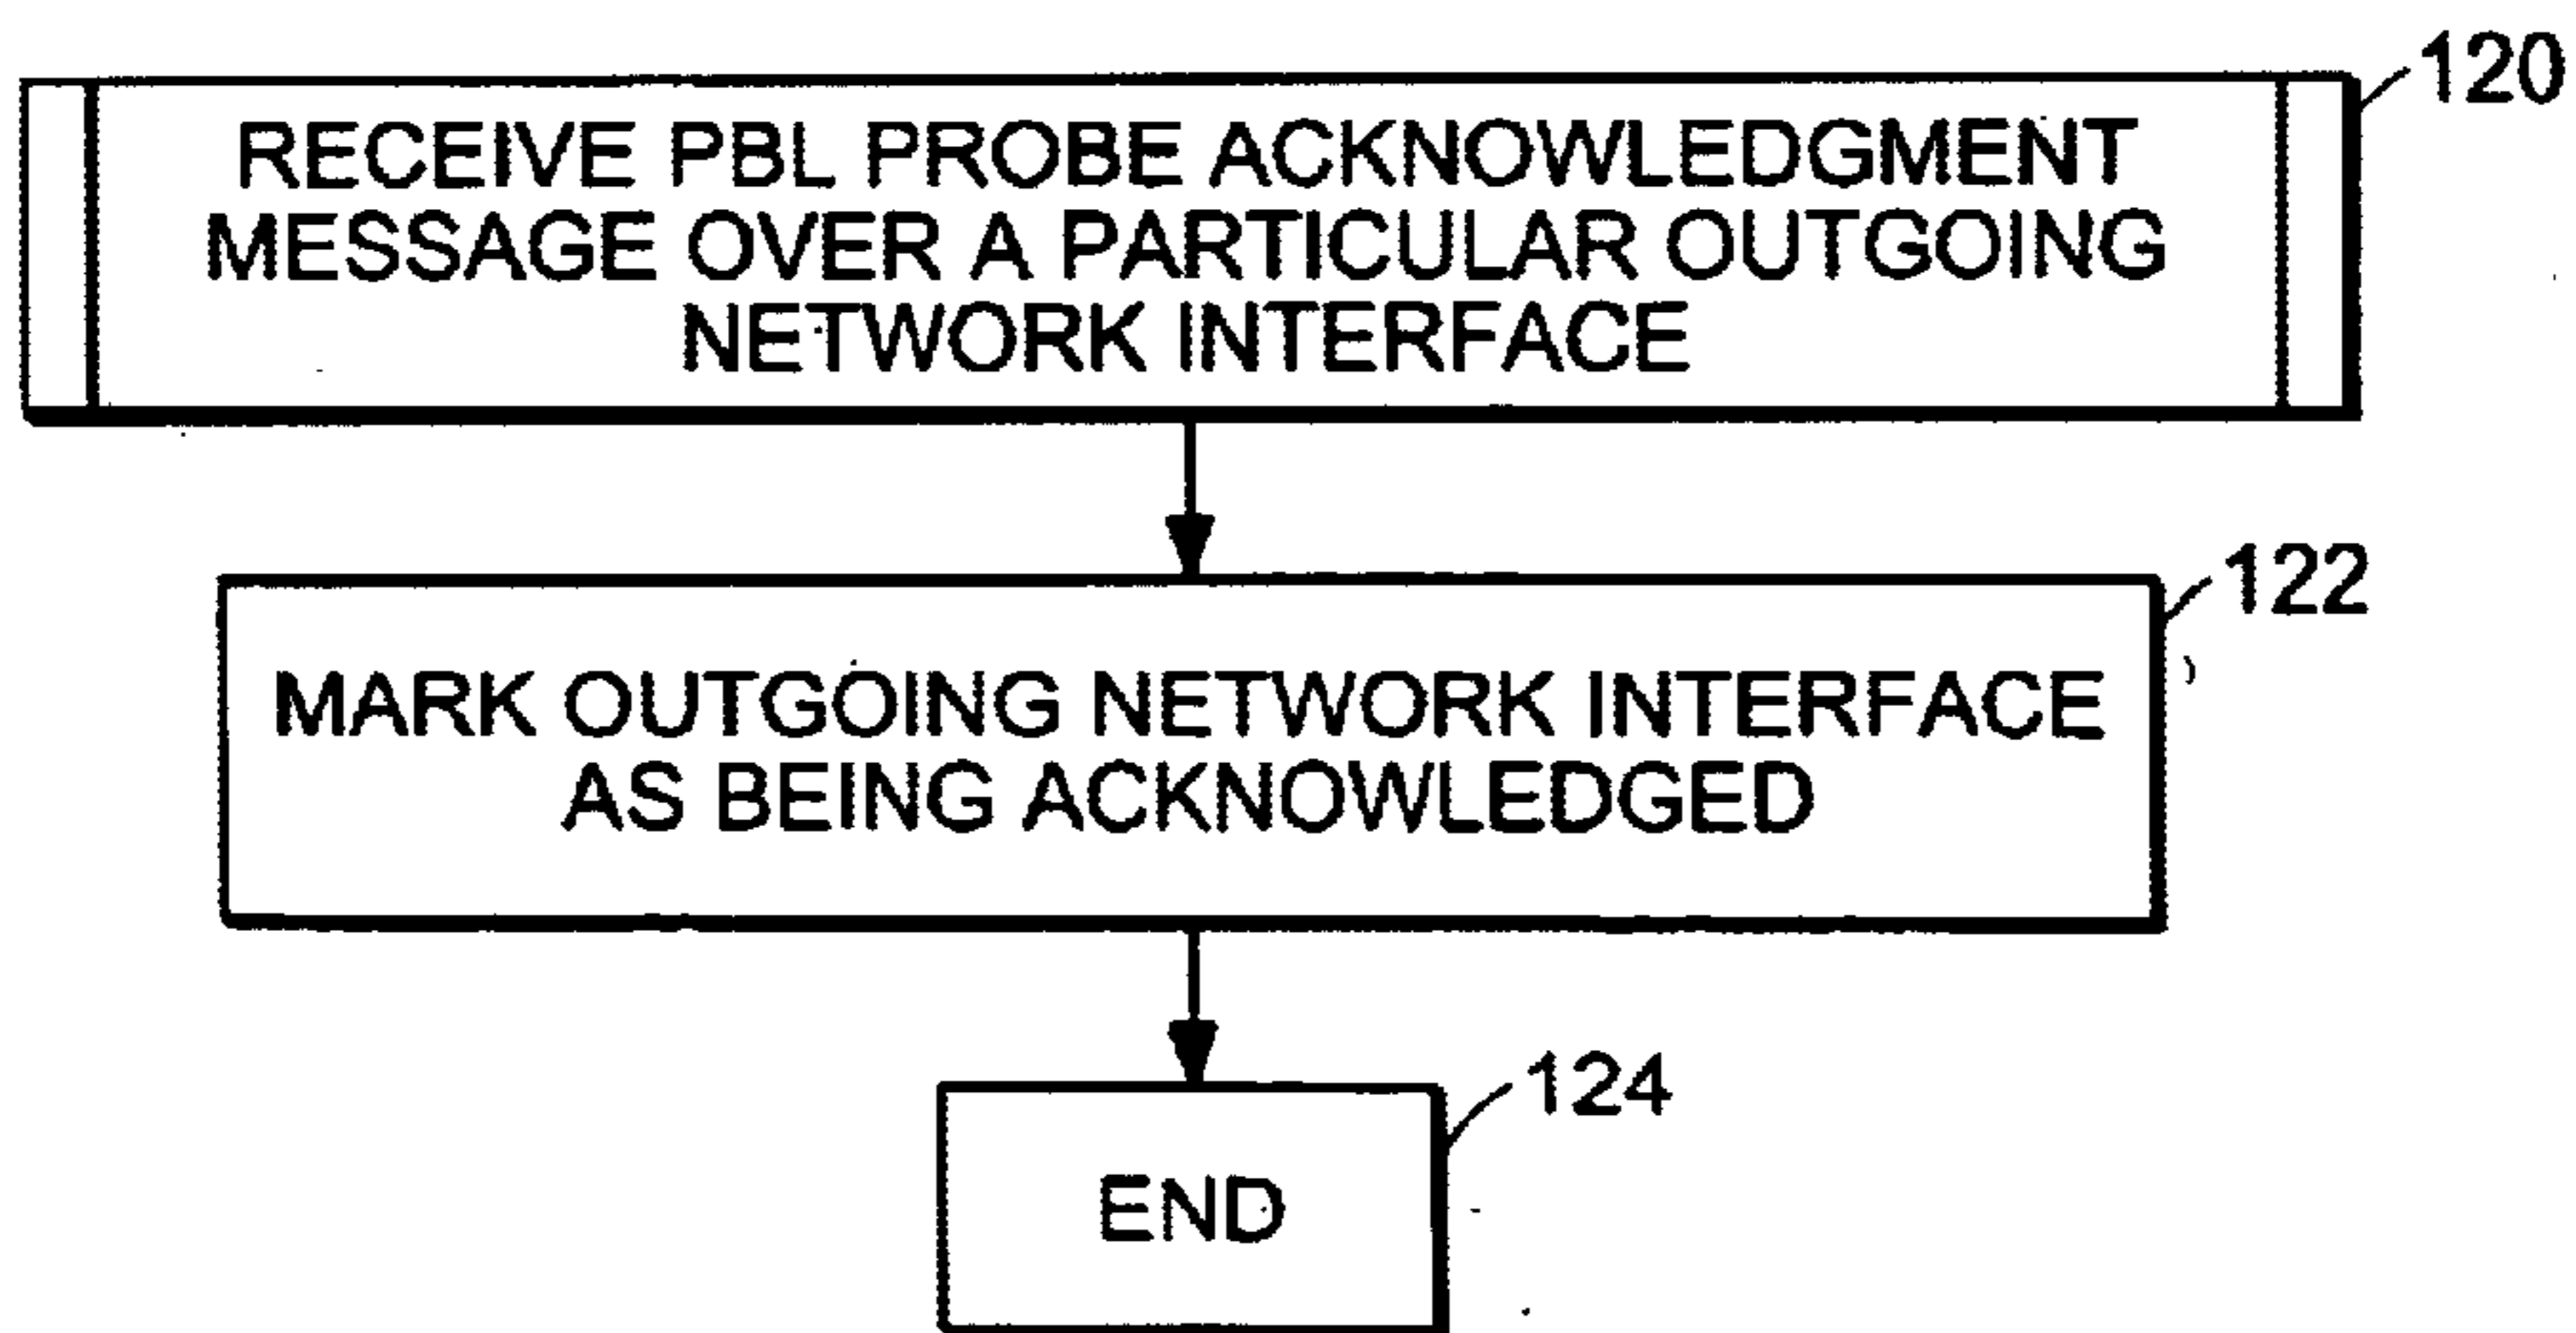 120
RECEIVE PBL PROBE ACKNOWLEDGMENT
MESSAGE OVER A PARTICULAR OUTGOING
NETWORK INTERFACE
122
MARK OUTGOING NETWORK INTERFACE
AS BEING ACKNOWLEDGED
124
END